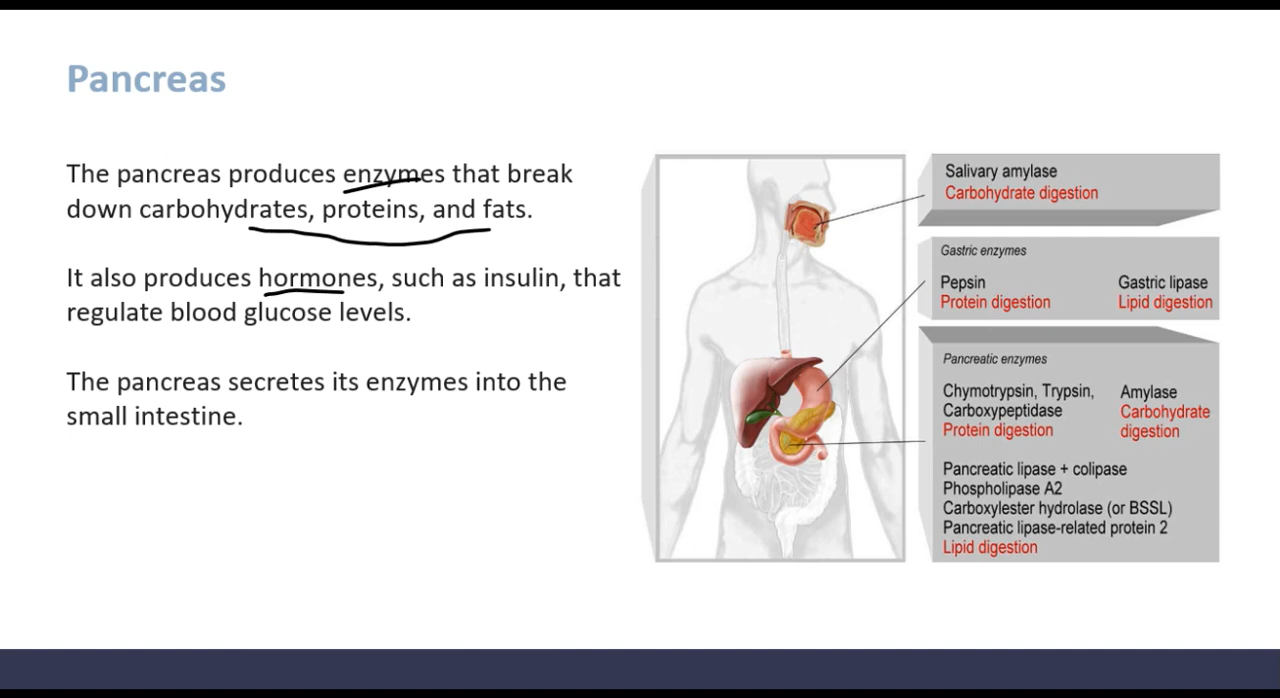 Pancreas
The pancreas produces enzymes that break
down carbohydrates, proteins, and fats.
It also produces hormones, such as insulin, that
regulate blood glucose levels.
The pancreas secretes its enzymes into the
small intestine.
Salivary amylase
Carbohydrate digestion
Gastric enzymes
Pepsin
Protein digestion
Gastric lipase
Lipid digestion
Pancreatic enzymes
Chymotrypsin, Trypsin,
Carboxypeptidase
Protein digestion
Amylase
Carbohydrate
digestion
Pancreatic lipase + colipase
Phospholipase A2
Carboxylester hydrolase (or BSSL)
Pancreatic lipase-related protein 2
Lipid digestion